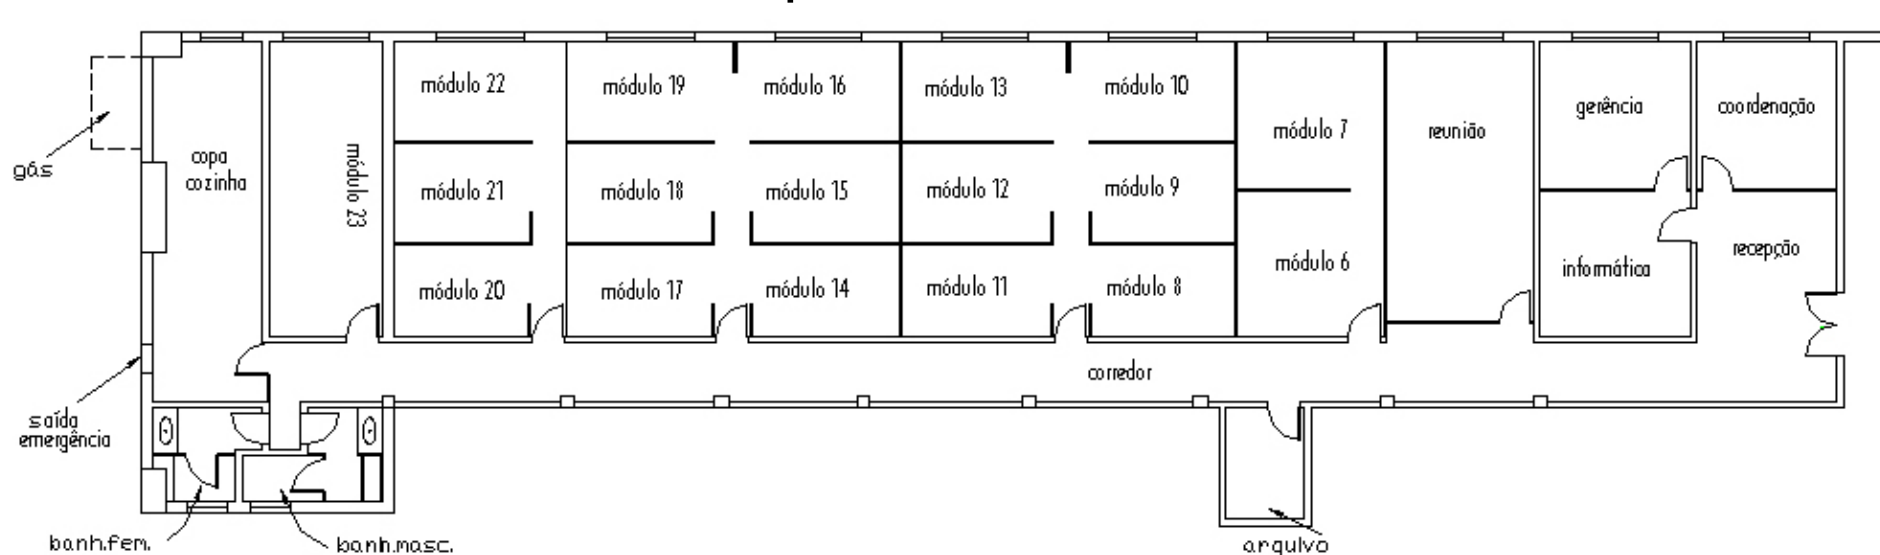 módulo 22
módulo 19
módulo 16
módulo 13
módulo 10
gerência
coordenação
módulo 7
reunião
gás
copa
cozinha
módulo 23
módulo 21
módulo 18
módulo 15
módulo 12
módulo 9
módulo 20
módulo 17
módulo 14
módulo 11
módulo 8
módulo 6
informática
recepção
corredor
saída
emergência
banh.fem.
banh.masc.
arquivo